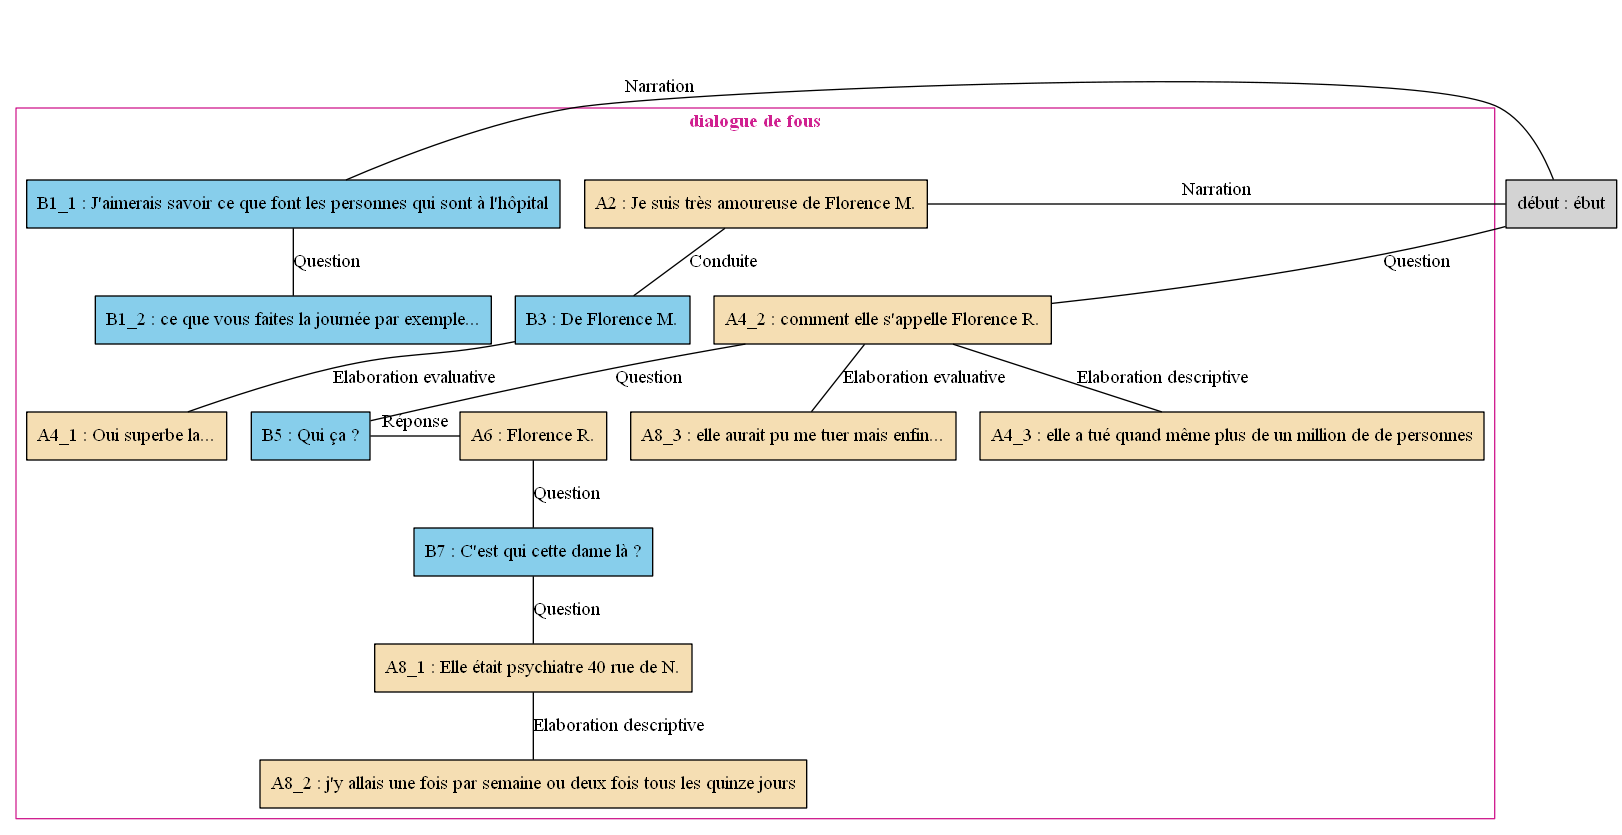 Narration
dialogue de fous
B1_1 : J'aimerais savoir ce que font les personnes qui sont à l'hôpital
A2 : Je suis très amoureuse de Florence M.
Narration
début : ébut
Question
Conduite
Question
B1_2 : ce que vous faites la journée par exemple...
B3 : De Florence M.
A4_2 : comment elle s'appelle Florence R.
Elaboration evaluative
Question
Elaboration evaluative
Elaboration descriptive
A4_1 : Oui superbe la...
B5 : Qui ça ?
Réponse
A6 : Florence R.
A8_3 : elle aurait pu me tuer mais enfin...
A4_3 : elle a tué quand même plus de un million de de personnes
Question
B7 : C'est qui cette dame là ?
Question
A8_1 : Elle était psychiatre 40 rue de N.
Elaboration descriptive
A8_2 : j'y allais une fois par semaine ou deux fois tous les quinze jours